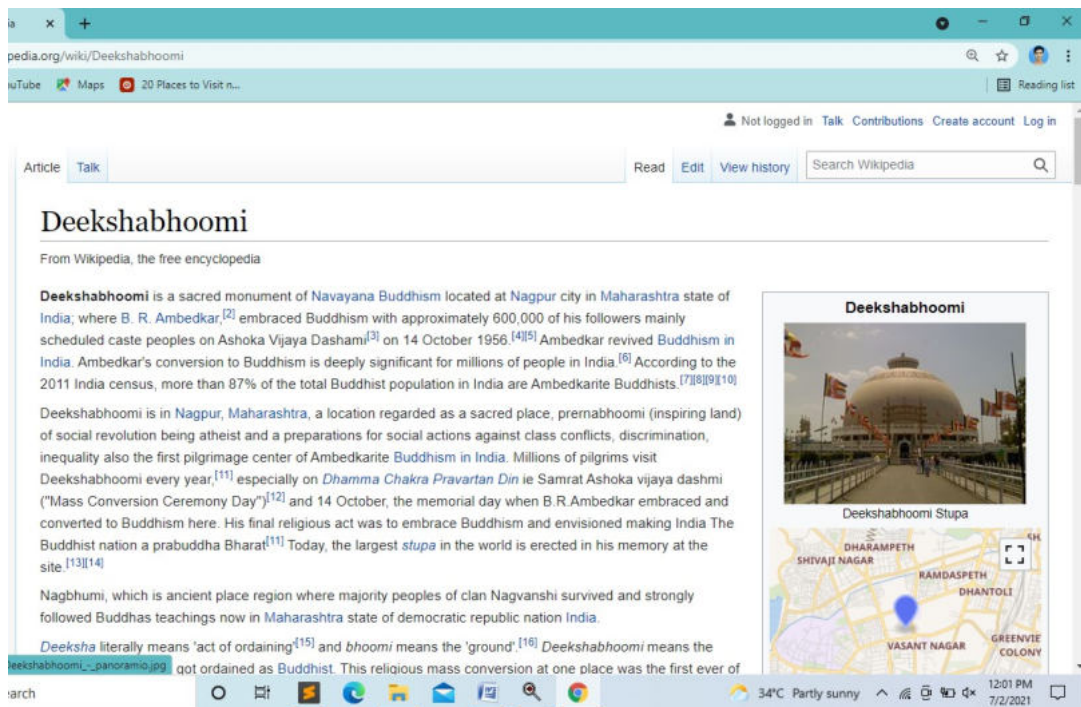 ia
pedia.org/wiki/Deekshabhoomi
uTube Maps 20 Places to Visit n... Reading list
Not logged in Talk Contributions Create account Log in
Article Talk Read Edit View history Search Wikipedia
Deekshabhoomi
From Wikipedia, the free encyclopedia
Deekshabhoomi is a sacred monument of Navayana Buddhism located at Nagpur city in Maharashtra state of
India; where B. R. Ambedkar,[2] embraced Buddhism with approximately 600,000 of his followers mainly
scheduled caste peoples on Ashoka Vijaya Dashami[3] on 14 October 1956.[4][5] Ambedkar revived Buddhism in
India. Ambedkar's conversion to Buddhism is deeply significant for millions of people in India.[6] According to the
2011 India census, more than 87% of the total Buddhist population in India are Ambedkarite Buddhists.[7][8][9][10]
Deekshabhoomi is in Nagpur, Maharashtra, a location regarded as a sacred place, prernabhoomi (inspiring land)
of social revolution being atheist and a preparations for social actions against class conflicts, discrimination,
inequality also the first pilgrimage center of Ambedkarite Buddhism in India. Millions of pilgrims visit
Deekshabhoomi every year,[11] especially on Dhamma Chakra Pravartan Din ie Samrat Ashoka vijaya dashmi
("Mass Conversion Ceremony Day")[12] and 14 October, the memorial day when B.R.Ambedkar embraced and
converted to Buddhism here. His final religious act was to embrace Buddhism and envisioned making India The
Buddhist nation a prabuddha Bharat[11] Today, the largest stupa in the world is erected in his memory at the
site.[13][14]
Nagbhumi, which is ancient place region where majority peoples of clan Nagvanshi survived and strongly
followed Buddhas teachings now in Maharashtra state of democratic republic nation India.
Deeksha literally means 'act of ordaining'[15] and bhoomi means the 'ground'.[16] Deekshabhoomi means the
got ordained as Buddhist. This religious mass conversion at one place was the first ever of
Deekshabhoomi
Deekshabhoomi Stupa
DHARAMPETH
SHIVAJI NAGAR
RAMDASPETH
DHANTOLI
VASANT NAGAR
GREENVIE
COLONY
eekshabhoomi_-_panoramio.jpg
earch 34°C Partly sunny 12:01 PM
7/2/2021